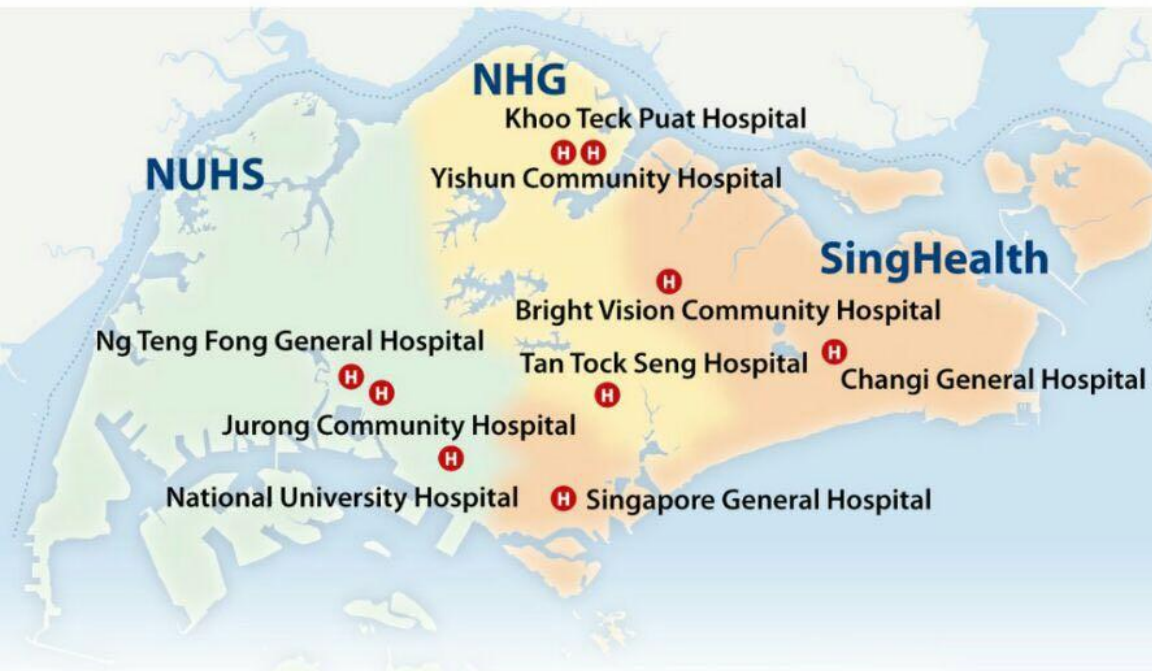 NHG
Khoo Teck Puat Hospital
H H
Yishun Community Hospital
NUHS
SingHealth
H
Bright Vision Community Hospital
Ng Teng Fong General Hospital
H
H
Tan Tock Seng Hospital
H
H
Changi General Hospital
Jurong Community Hospital
H
National University Hospital
H Singapore General Hospital